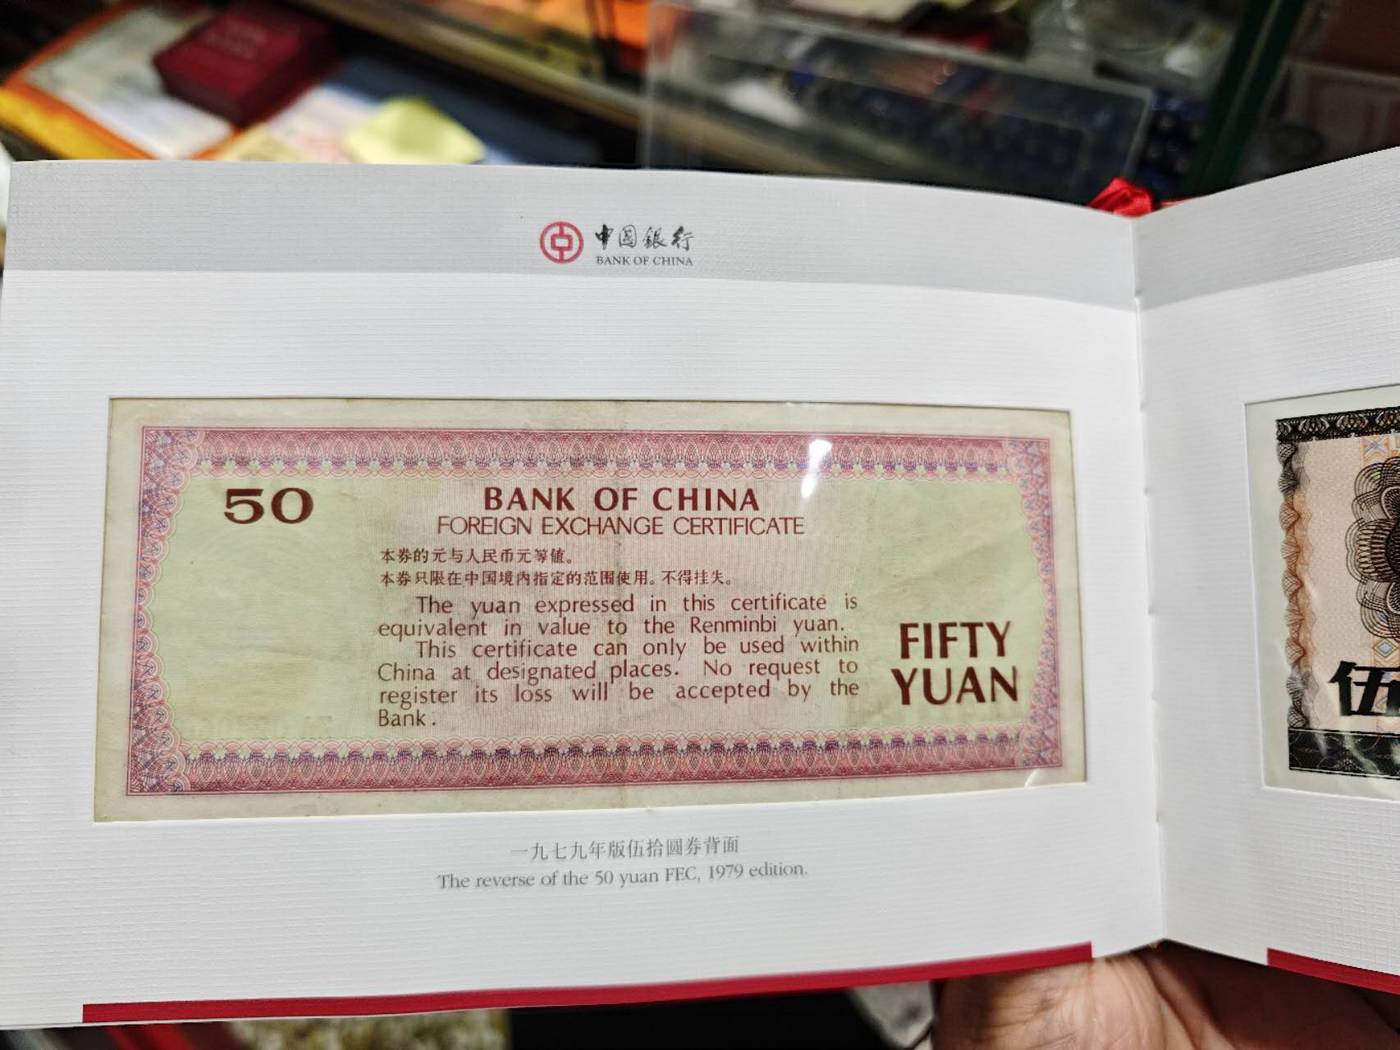 中国銀行
BANK OF CHINA
50
BANK OF CHINA
FOREIGN EXCHANGE CERTIFICATE
本券的元与人民币元等值。
本券只限在中国境内指定的范围使用。不得挂失。
The yuan expressed in this certificate is
equivalent in value to the Renminbi yuan.
This certificate can only be used within
China at designated places. No request to
register its loss will be accepted by the
Bank.
FIFTY
YUAN
一九七九年版伍拾圆券背面
The reverse of the 50 yuan FEC, 1979 edition.
伍